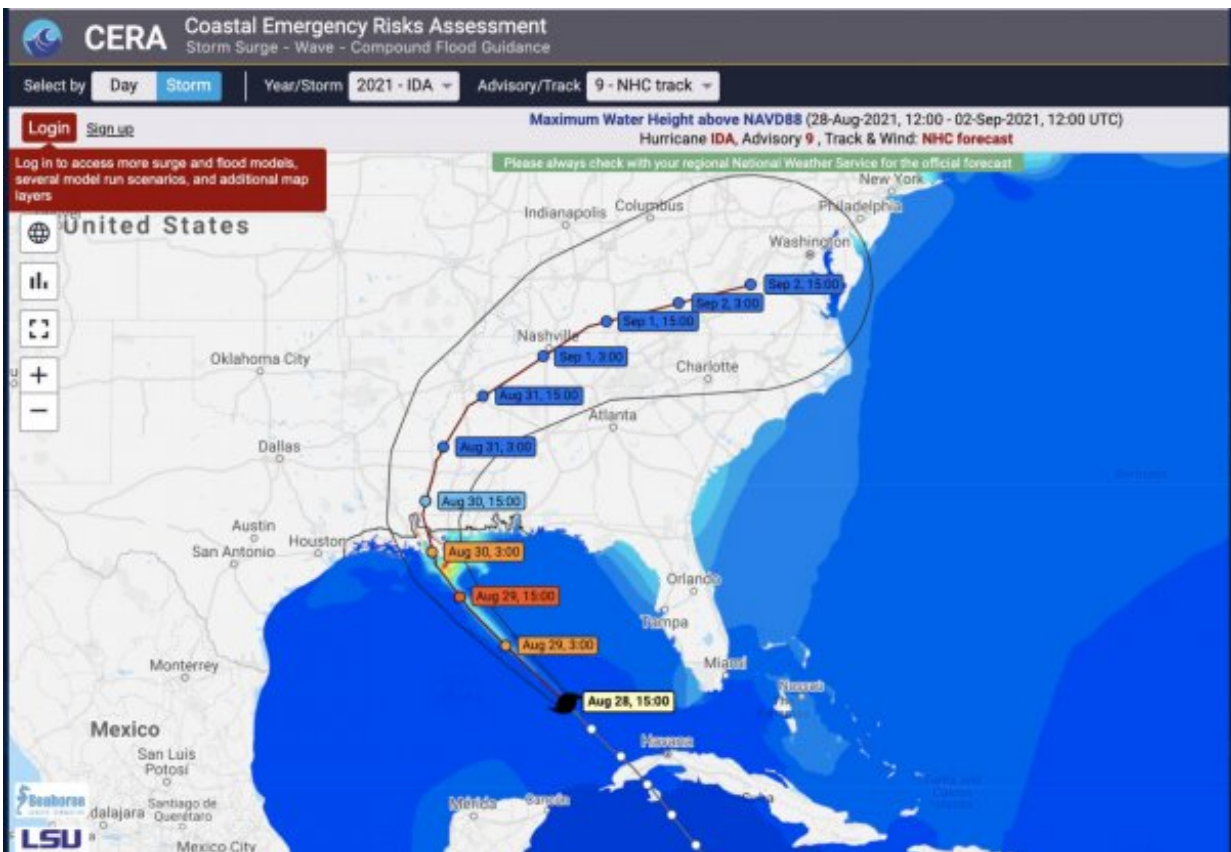 CERA
Coastal Emergency Risks Assessment
Storm Surge - Wave - Compound Flood Guidance
Select by Day Storm Year/Storm 2021 - IDA Advisory/Track 9 - NHC track
Login Sign up
Maximum Water Height above NAVD88 (28-Aug-2021, 12:00 - 02-Sep-2021, 12:00 UTC)
Hurricane IDA, Advisory 9 , Track & Wind: NHC forecast
Log in to access more surge and flood models,
several model run scenarios, and additional map
layers
Please always check with your regional National Weather Service for the official forecast
New York
Indianapolis Columbus Philadelphia
United States
Washington
Sep 2, 15:00
Sep 2, 3:00
Sep 1, 15:00
Nashville
Sep 1, 3:00
Oklahoma City
Charlotte
Aug 31, 15:00
Atlanta
Dallas
Aug 31, 3:00
Aug 30, 15:00
Austin
Houston
San Antonio
Aug 30, 3:00
Orlando
Aug 29, 15:00
Tampa
Aug 29, 3:00
Monterrey
Miami
Nassau
Aug 28, 15:00
Mexico
Havana
San Luis
Potosí
Cuba
Seahorse
Mérida Cancún
dalajara
Santiago de
Querétaro
LSU
Mexico City